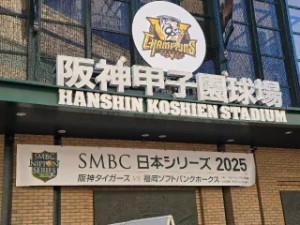 CHAMPIONS
阪神甲子園球場
HANSHIN KOSHIEN STADIUM
SMBC
NIPPON
SERIES
SMBC 日本シリーズ 2025
阪神タイガース VS 福岡ソフトバンクホークス